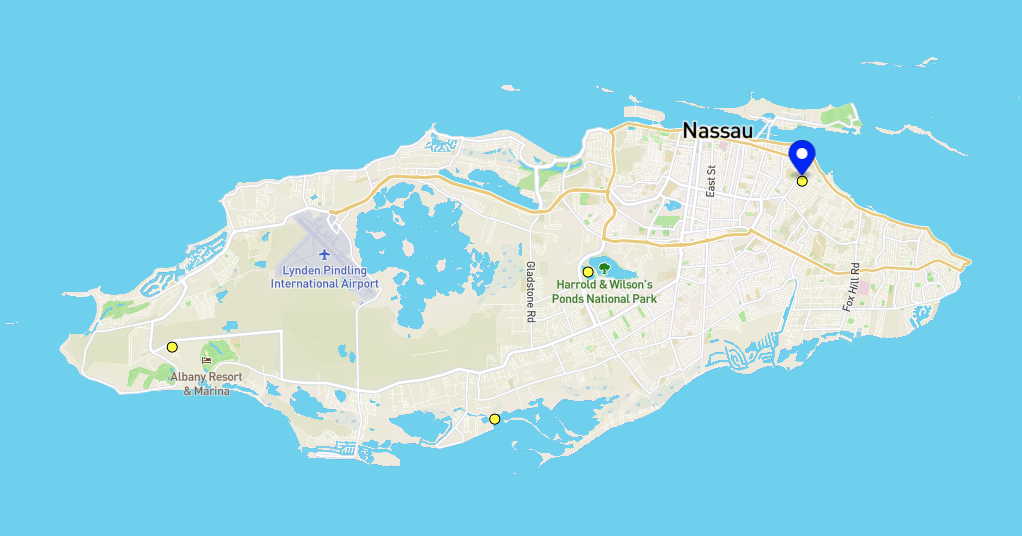 Nassau
East St
Lynden Pindling
International Airport
Gladstone Rd
Harrold & Wilson's
Ponds National Park
Fox Hill Rd
Albany Resort
& Marina